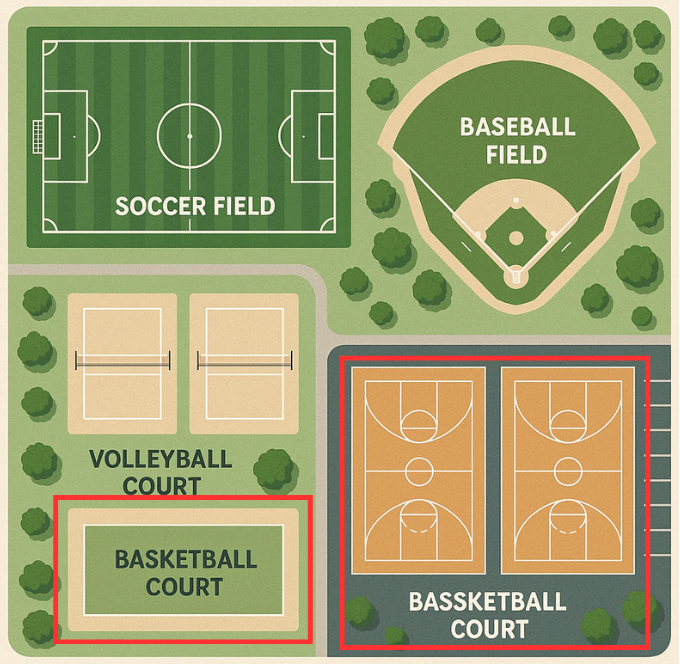 SOCCER FIELD
BASEBALL
FIELD
VOLLEYBALL
COURT
BASKETBALL
COURT
BASSKETBALL
COURT